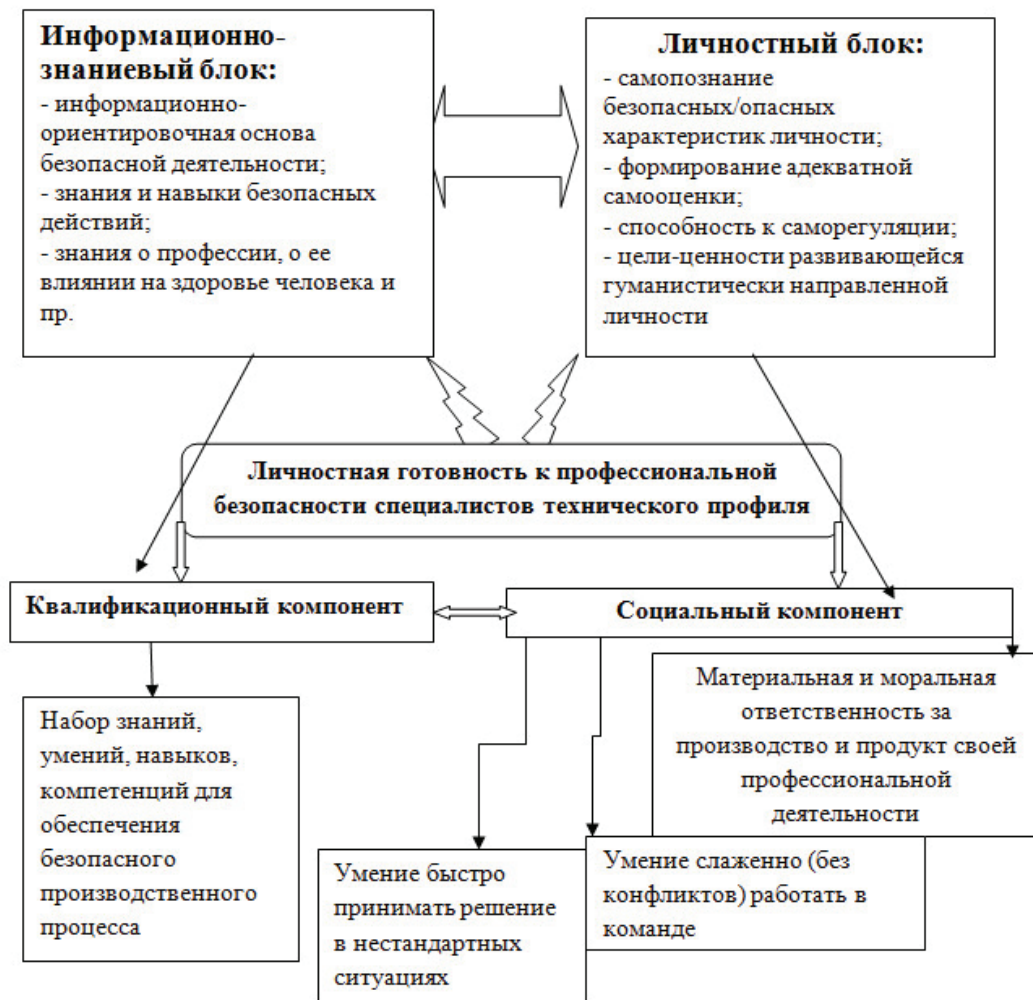 Информационно-
знаниевый блок:
- информационно-
ориентировочная основа
безопасной деятельности;
- знания и навыки безопасных
действий;
- знания о профессии, о ее
влиянии на здоровье человека и
пр.
Личностный блок:
- самопознание
безопасных/опасных
характеристик личности;
- формирование адекватной
самооценки;
- способность к саморегуляции;
- цели-ценности развивающейся
гуманистически направленной
личности
Личностная готовность к профессиональной
безопасности специалистов технического профиля
Квалификационный компонент
Социальный компонент
Набор знаний,
умений, навыков,
компетенций для
обеспечения
безопасного
производственного
процесса
Умение быстро
принимать решение
в нестандартных
ситуациях
Умение слаженно (без
конфликтов) работать в
команде
Материальная и моральная
ответственность за
производство и продукт своей
профессиональной
деятельности